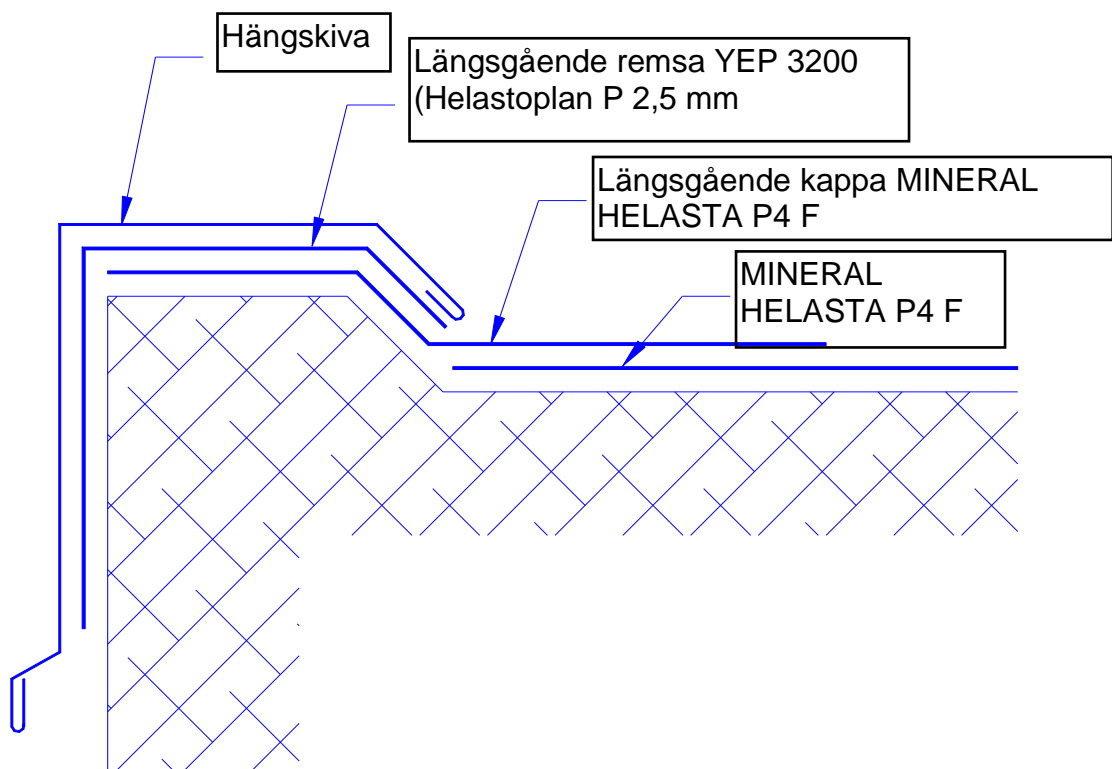 Hängskiva
Längsgående remsa YEP 3200
(Helastoplan P 2,5 mm
Längsgående kappa MINERAL
HELASTA P4 F
MINERAL
HELASTA P4 F